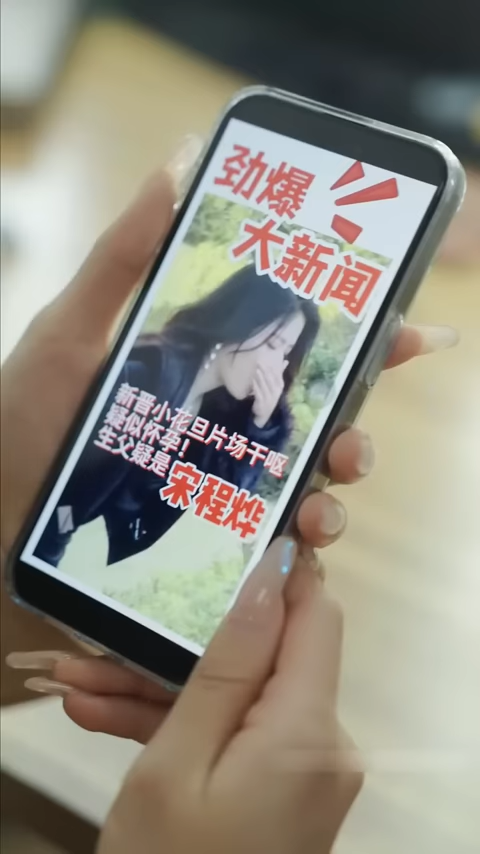 劲爆
大新闻
新晋小花旦片场干呕
疑似怀孕！
生父疑是宋程烨